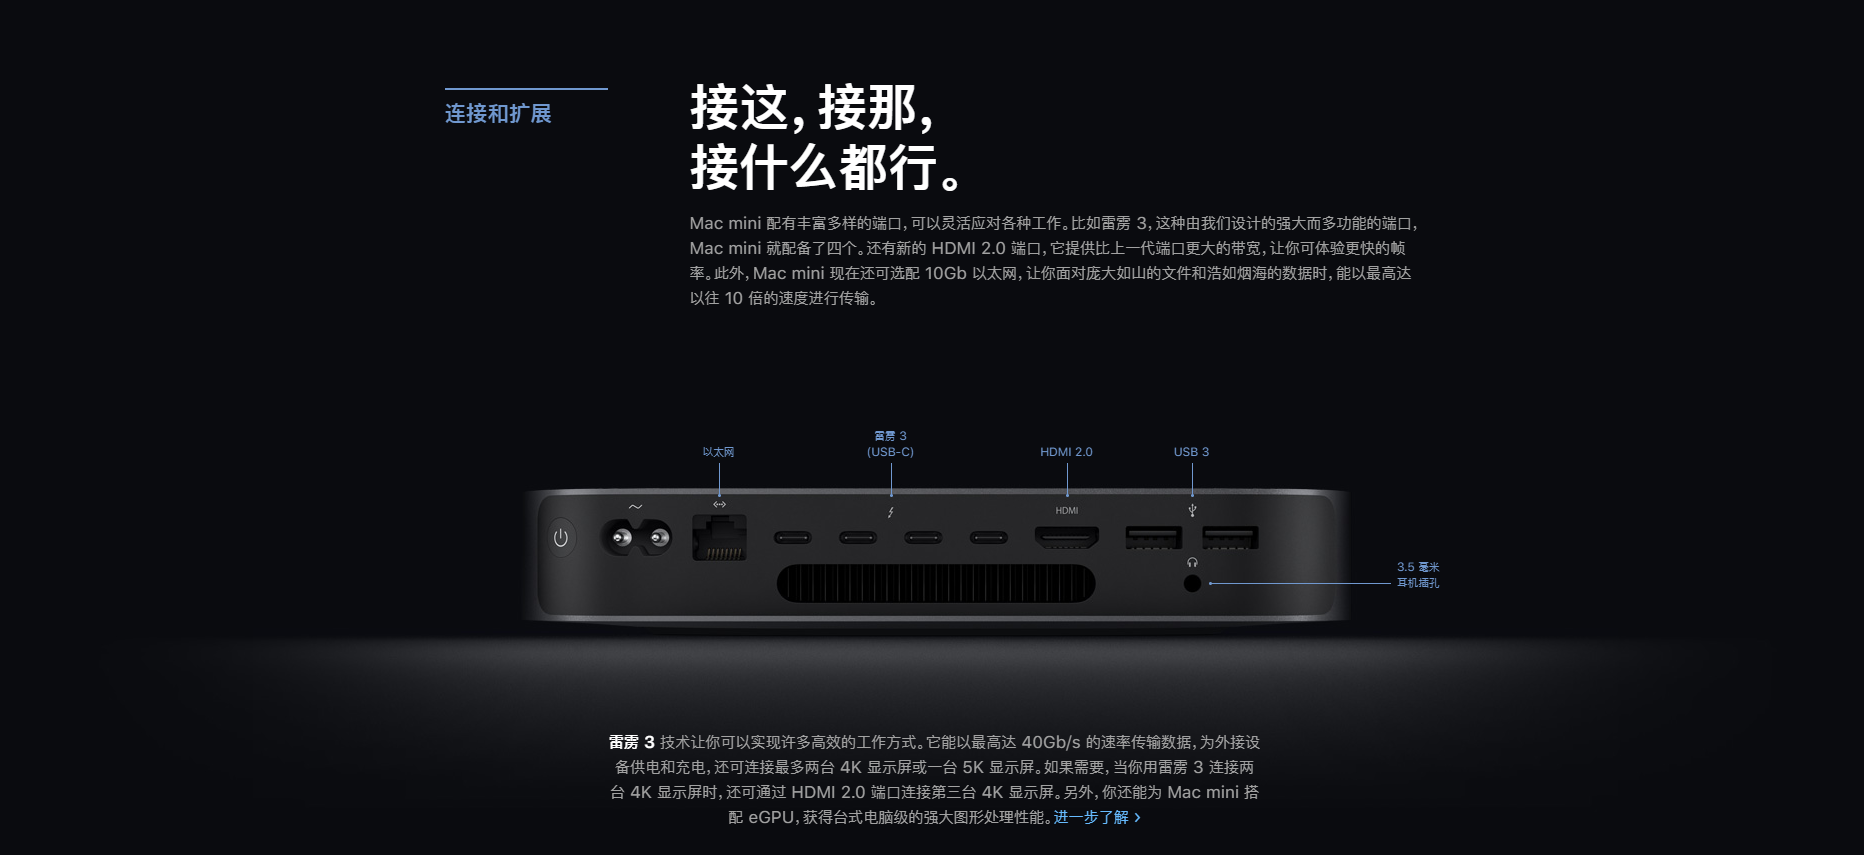 连接和扩展
接这，接那，
接什么都行。
Mac mini 配有丰富多样的端口，可以灵活应对各种工作。比如雷雳 3，这种由我们设计的强大而多功能的端口，
Mac mini 就配备了四个。还有新的 HDMI 2.0 端口，它提供比上一代端口更大的带宽，让你可体验更快的帧
率。此外，Mac mini 现在还可选配 10Gb 以太网，让你面对庞大如山的文件和浩如烟海的数据时，能以最高达
以往 10 倍的速度进行传输。
以太网
雷雳 3
(USB-C)
HDMI 2.0
USB 3
HDMI
3.5 毫米
耳机插孔
雷雳 3 技术让你可以实现许多高效的工作方式。它能以最高达 40Gb/s 的速率传输数据，为外接设
备供电和充电，还可连接最多两台 4K 显示屏或一台 5K 显示屏。如果需要，当你用雷雳 3 连接两
台 4K 显示屏时，还可通过 HDMI 2.0 端口连接第三台 4K 显示屏。另外，你还能为 Mac mini 搭
配 eGPU，获得台式电脑级的强大图形处理性能。进一步了解 >